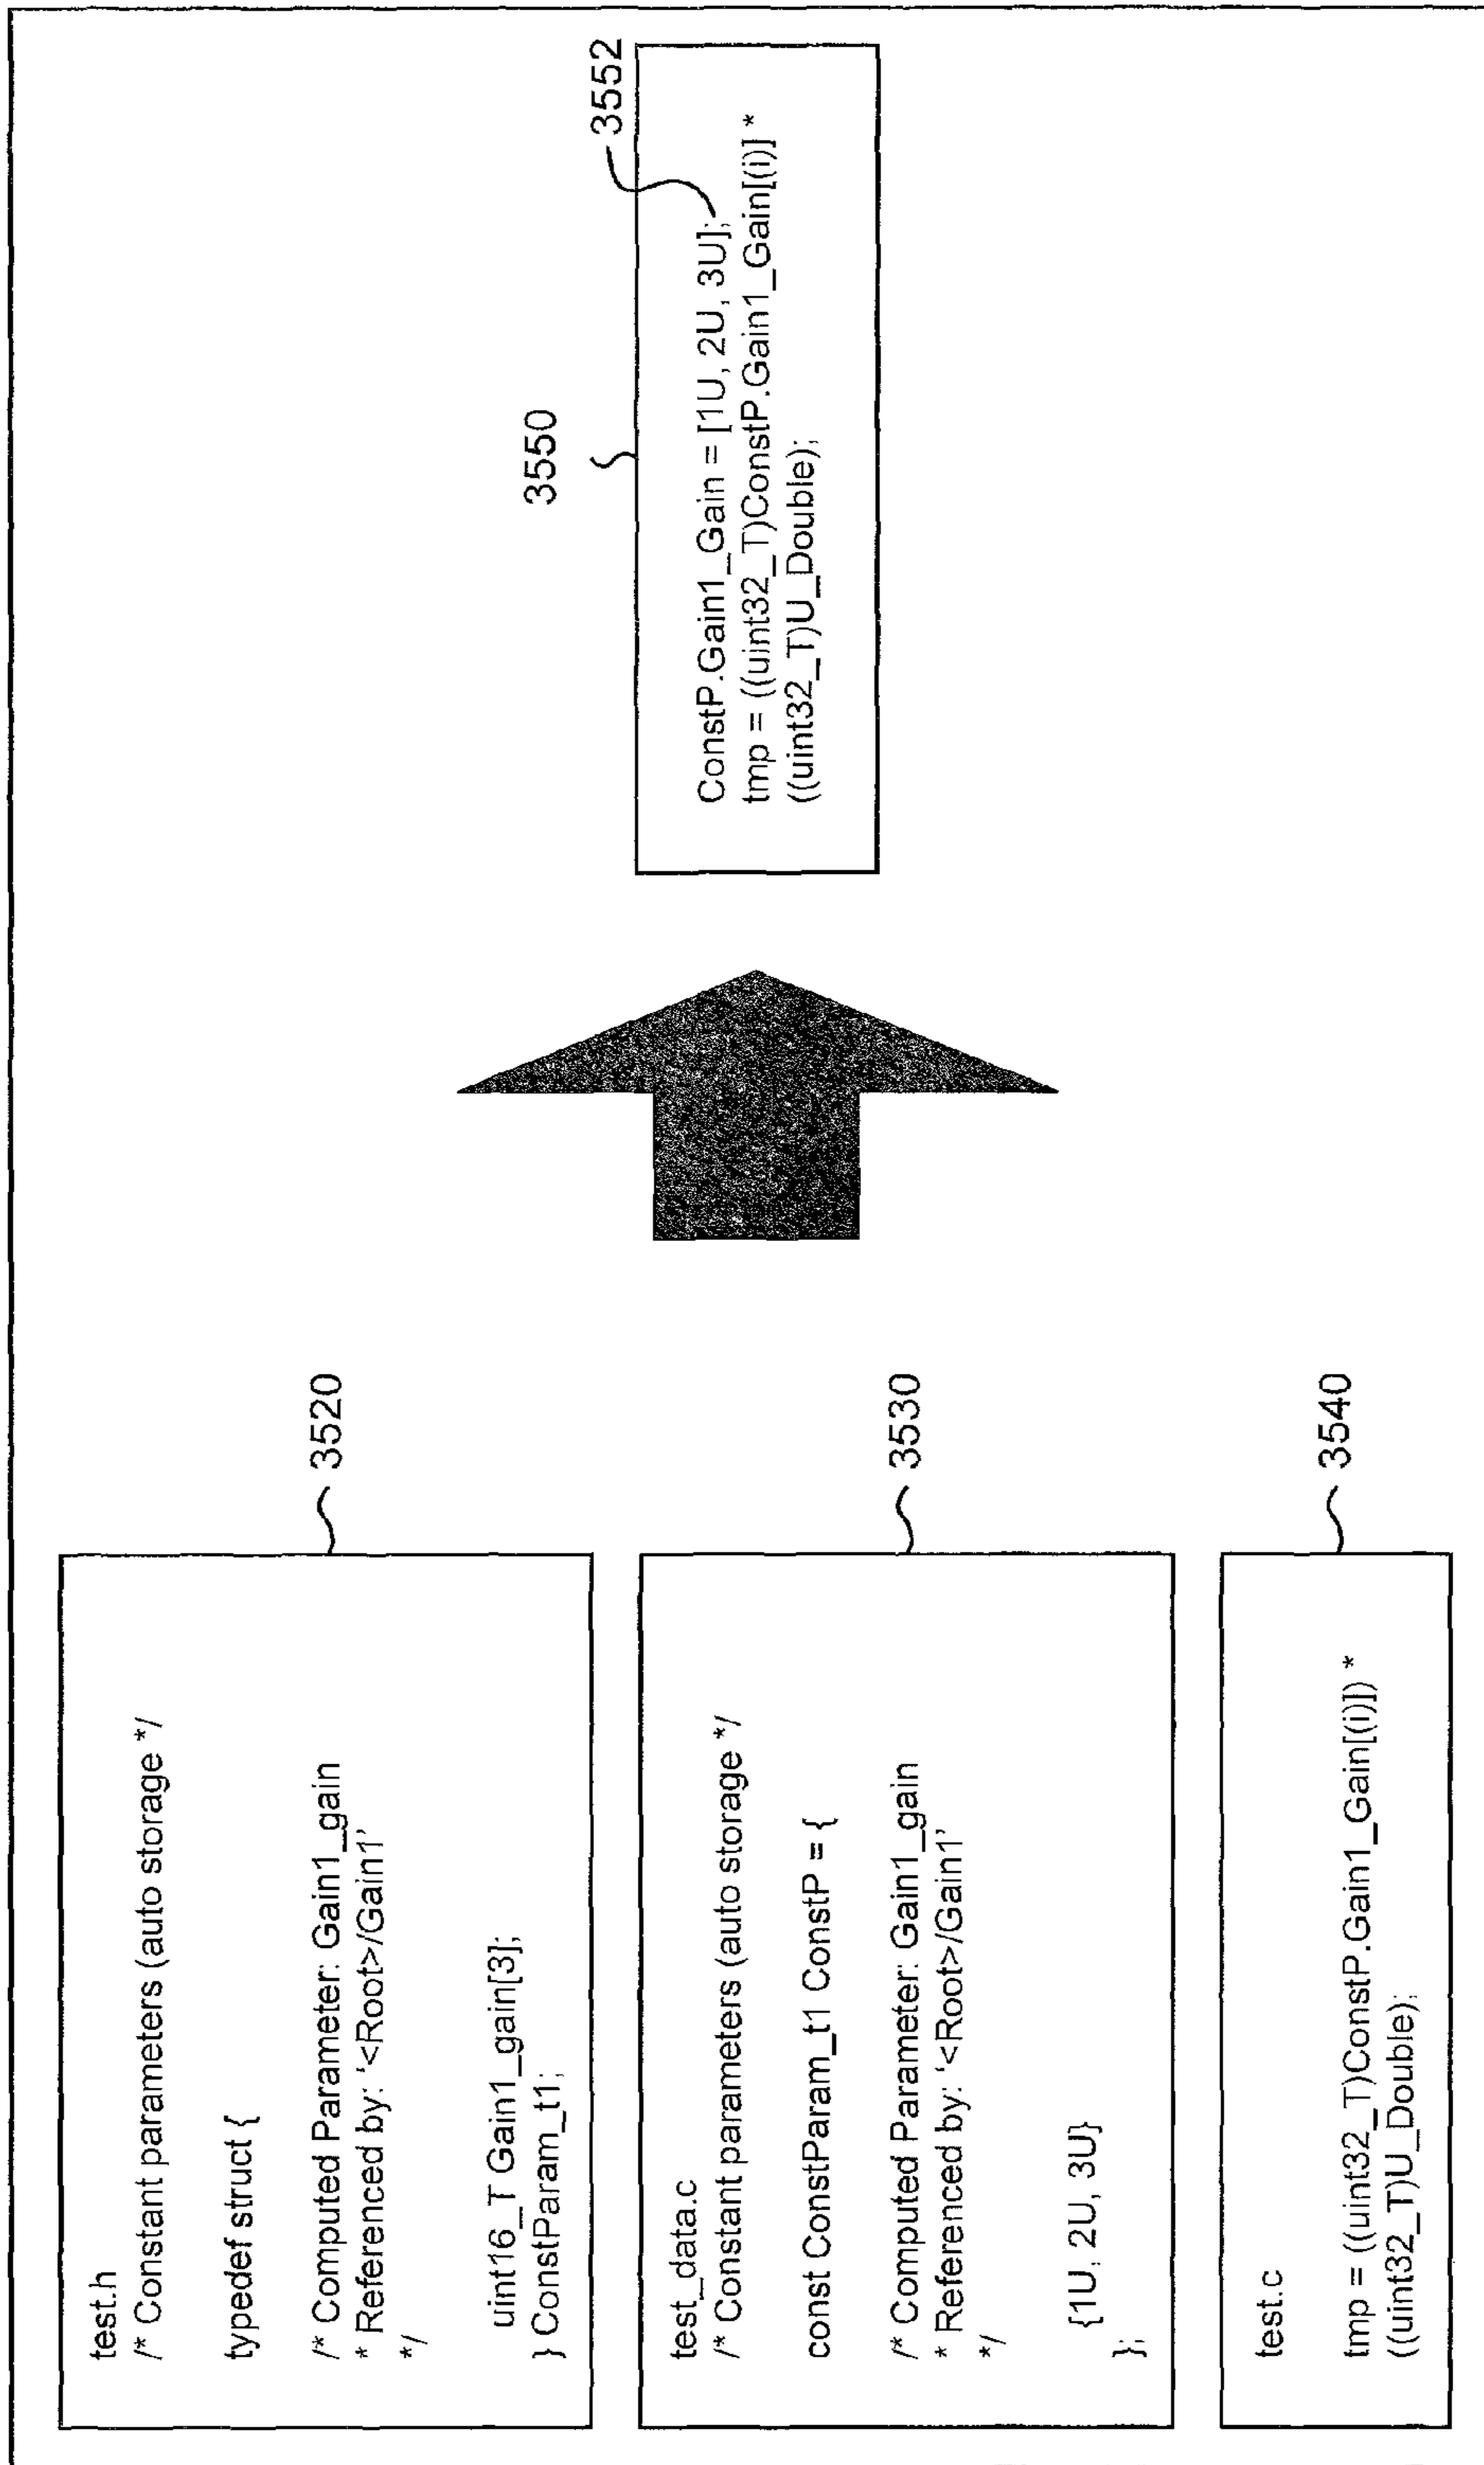 test.h
/* Constant parameters (auto storage */
typedef struct {
/* Computed Parameter: Gain1_gain
* Referenced by: ‘<Root>/Gain1’
*/
uint16_T Gain1_gain[3];
} ConstParam_t1;
3520
test_data.c
/* Constant parameters (auto storage */
const ConstParam_t1 ConstP = {
/* Computed Parameter: Gain1_gain
* Referenced by: ‘<Root>/Gain1’
*/
{1U, 2U, 3U}
};
3530
test.c
tmp = ((uint32_T)ConstP.Gain1_Gain[(i)]) *
((uint32_T)U_Double);
3540
3550
ConstP.Gain1_Gain = [1U, 2U, 3U];
tmp = ((uint32_T)ConstP.Gain1_Gain[(i)] *
((uint32_T)U_Double);
3552